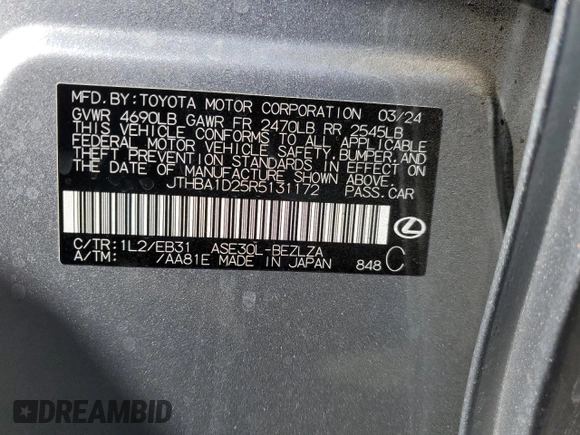 MFD. BY: TOYOTA MOTOR CORPORATION 03/24
GVWR 4690LB GAWR FR 2470LB RR 2545LB
THIS VEHICLE CONFORMS TO ALL APPLICABLE
FEDERAL MOTOR VEHICLE SAFETY, BUMPER, AND
THEFT PREVENTION STANDARDS IN EFFECT ON
THE DATE OF MANUFACTURE SHOWN ABOVE.
JTHBA1D25R5131172 PASS. CAR
C/TR: 1L2/EB31 ASE30L-BEZLZA
A/TM: /AA81E MADE IN JAPAN 848 C
DREAMBID